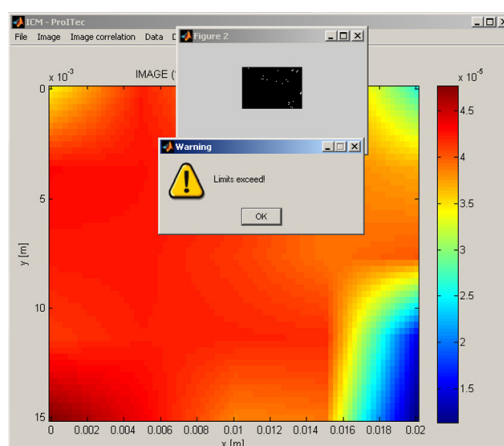 ICM - ProITec
File Image Image correlation Data D
Figure 2
IMAGE (
Warning
Limits exceed!
OK
x 10⁻³
0
5
10
15
y [m]
0 0.002 0.004 0.006 0.008 0.01 0.012 0.014 0.016 0.018 0.02
x [m]
x 10⁻⁵
4.5
4
3.5
3
2.5
2
1.5